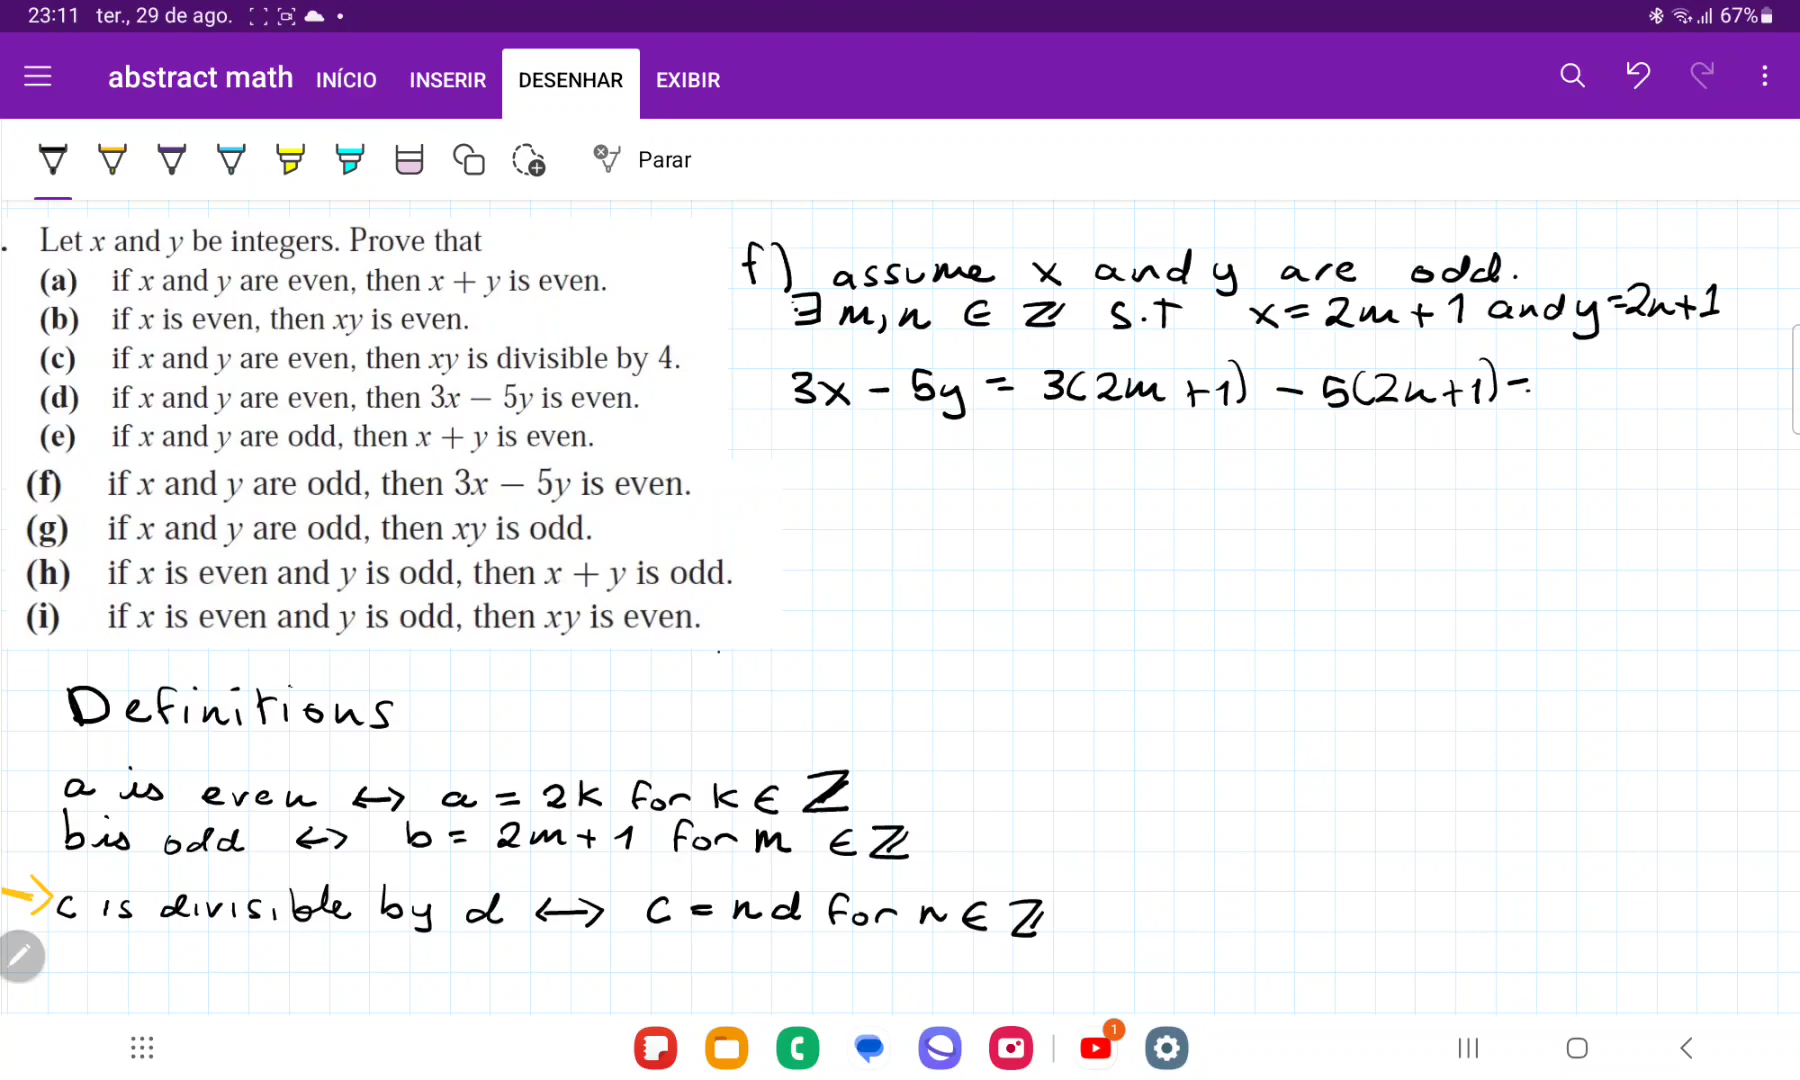 23:11 ter., 29 de ago.
67%
abstract math INÍCIO INSERIR DESENHAR EXIBIR
Parar
. Let x and y be integers. Prove that
(a) if x and y are even, then x + y is even.
(b) if x is even, then xy is even.
(c) if x and y are even, then xy is divisible by 4.
(d) if x and y are even, then 3x − 5y is even.
(e) if x and y are odd, then x + y is even.
(f) if x and y are odd, then 3x − 5y is even.
(g) if x and y are odd, then xy is odd.
(h) if x is even and y is odd, then x + y is odd.
(i) if x is even and y is odd, then xy is even.
f) assume x and y are odd.
∃ m, n ∈ ℤ s.t x = 2m + 1 and y = 2n+1
3x − 5y = 3(2m + 1) − 5(2n+1) -
Definitions
a is even ↔ a = 2k for k ∈ ℤ
b is odd ↔ b = 2m + 1 for m ∈ ℤ
c is divisible by d ↔ c = nd for n ∈ ℤ
1